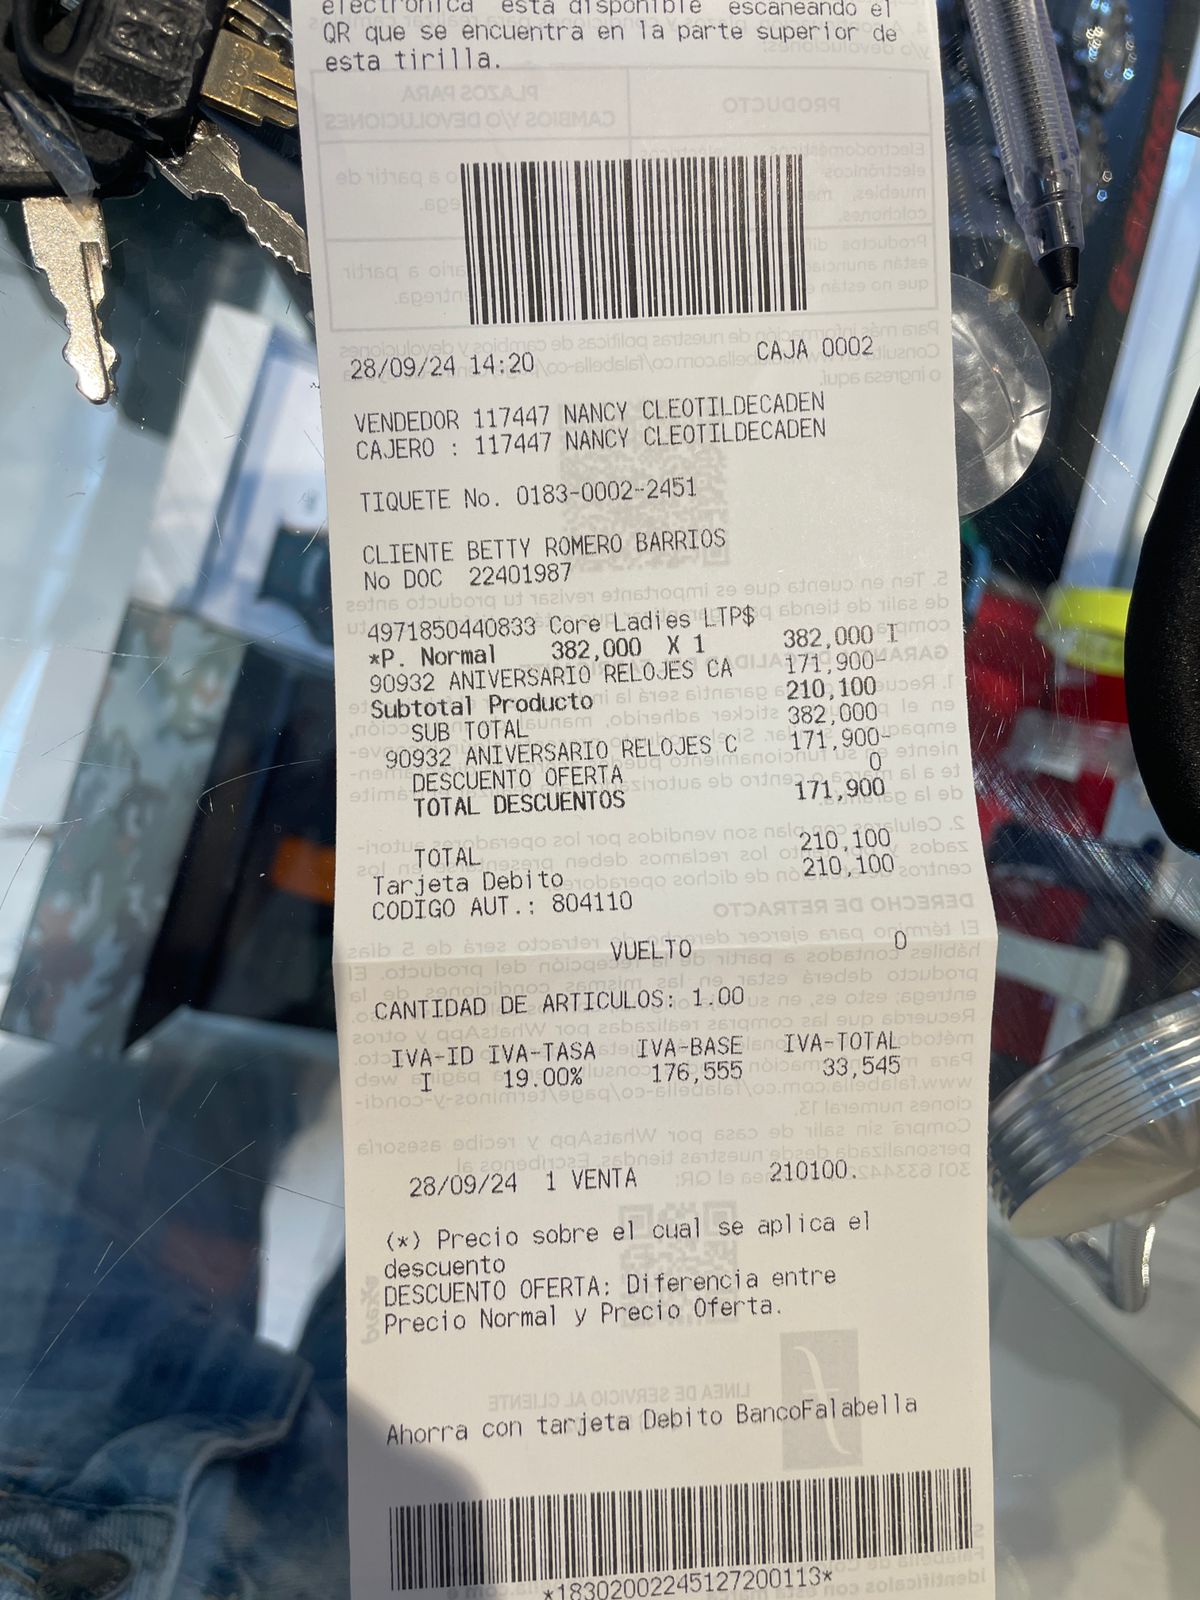 electrónica está disponible escaneando el
QR que se encuentra en la parte superior de
esta tirilla.
28/09/24 14:20 CAJA 0002
VENDEDOR 117447 NANCY CLEOTILDECADEN
CAJERO : 117447 NANCY CLEOTILDECADEN
TIQUETE No. 0183-0002-2451
CLIENTE BETTY ROMERO BARRIOS
No DOC 22401987
4971850440833 Core Ladies LTP$
*P. Normal 382,000 X 1 382,000 I
90932 ANIVERSARIO RELOJES CA 171,900-
Subtotal Producto 210,100
SUB TOTAL 382,000
90932 ANIVERSARIO RELOJES C 171,900-
DESCUENTO OFERTA 0
TOTAL DESCUENTOS 171,900
TOTAL 210,100
Tarjeta Debito 210,100
CODIGO AUT.: 804110
VUELTO 0
CANTIDAD DE ARTICULOS: 1.00
IVA-ID IVA-TASA IVA-BASE IVA-TOTAL
I 19.00% 176,555 33,545
28/09/24 1 VENTA 210100.
(*) Precio sobre el cual se aplica el
descuento
DESCUENTO OFERTA: Diferencia entre
Precio Normal y Precio Oferta.
Ahorra con tarjeta Debito BancoFalabella
*18302002245127200113*